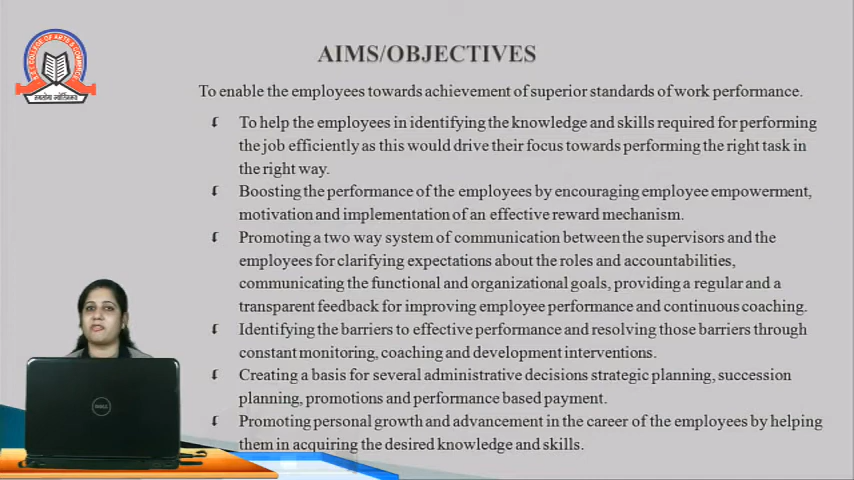 AIMS/OBJECTIVES
To enable the employees towards achievement of superior standards of work performance.
To help the employees in identifying the knowledge and skills required for performing
the job efficiently as this would drive their focus towards performing the right task in
the right way.
Boosting the performance of the employees by encouraging employee empowerment,
motivation and implementation of an effective reward mechanism.
Promoting a two way system of communication between the supervisors and the
employees for clarifying expectations about the roles and accountabilities,
communicating the functional and organizational goals, providing a regular and a
transparent feedback for improving employee performance and continuous coaching.
Identifying the barriers to effective performance and resolving those barriers through
constant monitoring, coaching and development interventions.
Creating a basis for several administrative decisions strategic planning, succession
planning, promotions and performance based payment.
Promoting personal growth and advancement in the career of the employees by helping
them in acquiring the desired knowledge and skills.
COLLEGE OF ARTS & COMMERCE
DELL